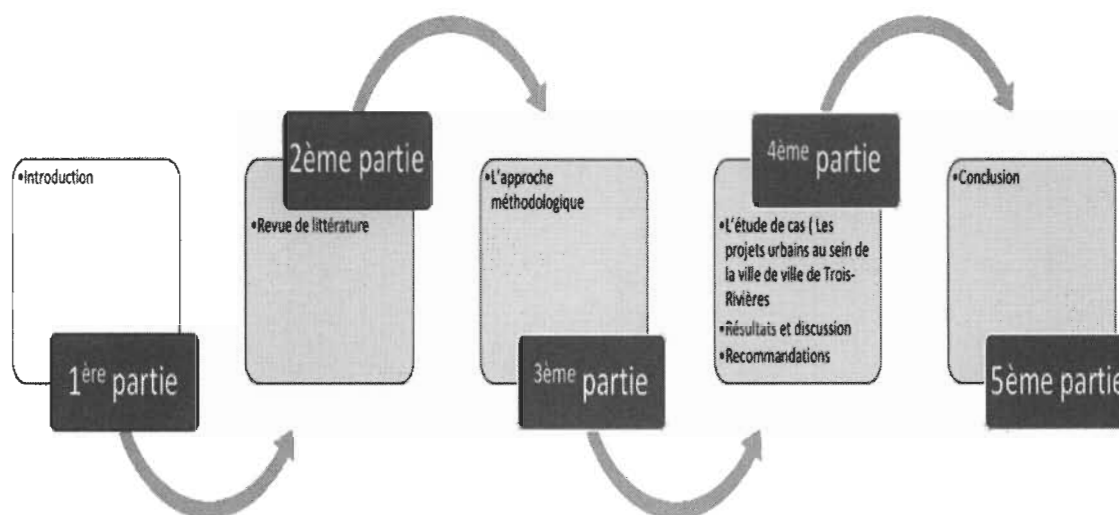 •Introduction
1ère partie
2ème partie
•Revue de littérature
•L'approche
méthodologique
3ème partie
4ème partie
•L'étude de cas ( Les
projets urbains au sein de
la ville de ville de Trois-
Rivières
•Résultats et discussion
•Recommandations
•Conclusion
5ème partie